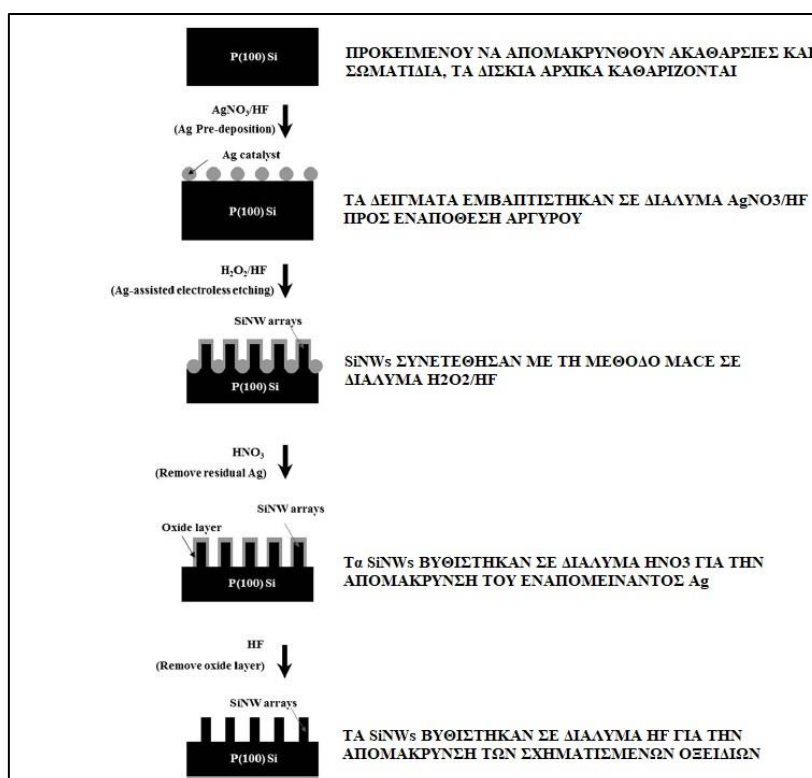 P(100) Si
ΠΡΟΚΕΙΜΕΝΟΥ ΝΑ ΑΠΟΜΑΚΡΥΝΘΟΥΝ ΑΚΑΘΑΡΣΙΕΣ ΚΑΙ
ΣΩΜΑΤΙΔΙΑ, ΤΑ ΔΙΣΚΙΑ ΑΡΧΙΚΑ ΚΑΘΑΡΙΖΟΝΤΑΙ
AgNO₃/HF
(Ag Pre-deposition)
Ag catalyst
P(100) Si
ΤΑ ΔΕΙΓΜΑΤΑ ΕΜΒΑΠΤΙΣΤΗΚΑΝ ΣΕ ΔΙΑΛΥΜΑ AgNO3/HF
ΠΡΟΣ ΕΝΑΠΟΘΕΣΗ ΑΡΓΥΡΟΥ
H₂O₂/HF
(Ag-assisted electroless etching)
SiNW arrays
P(100) Si
SiNWs ΣΥΝΕΤΕΘΗΣΑΝ ΜΕ ΤΗ ΜΕΘΟΔΟ MACE ΣΕ
ΔΙΑΛΥΜΑ H2O2/HF
HNO₃
(Remove residual Ag)
SiNW arrays
Oxide layer
P(100) Si
Τα SiNWs ΒΥΘΙΣΤΗΚΑΝ ΣΕ ΔΙΑΛΥΜΑ HNO3 ΓΙΑ ΤΗΝ
ΑΠΟΜΑΚΡΥΝΣΗ ΤΟΥ ΕΝΑΠΟΜΕΙΝΑΝΤΟΣ Ag
HF
(Remove oxide layer)
SiNW arrays
P(100) Si
ΤΑ SiNWs ΒΥΘΙΣΤΗΚΑΝ ΣΕ ΔΙΑΛΥΜΑ HF ΓΙΑ ΤΗΝ
ΑΠΟΜΑΚΡΥΝΣΗ ΤΩΝ ΣΧΗΜΑΤΙΣΜΕΝΩΝ ΟΞΕΙΔΙΩΝ